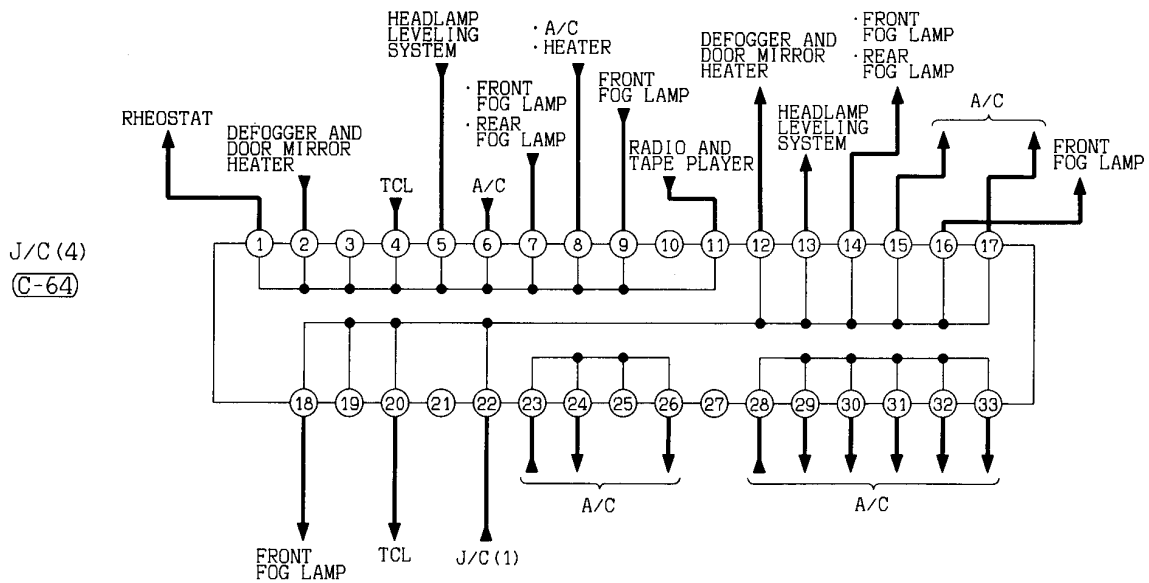 HEADLAMP
LEVELING
SYSTEM
· A/C
· HEATER
DEFOGGER AND
DOOR MIRROR
HEATER
· FRONT
FOG LAMP
· REAR
FOG LAMP
RHEOSTAT
DEFOGGER AND
DOOR MIRROR
HEATER
TCL
A/C
· FRONT
FOG LAMP
· REAR
FOG LAMP
FRONT
FOG LAMP
RADIO AND
TAPE PLAYER
HEADLAMP
LEVELING
SYSTEM
A/C
FRONT
FOG LAMP
J/C (4)
C-64
1 2 3 4 5 6 7 8 9 10 11 12 13 14 15 16 17
18 19 20 21 22 23 24 25 26 27 28 29 30 31 32 33
A/C
A/C
FRONT
FOG LAMP
TCL
J/C (1)